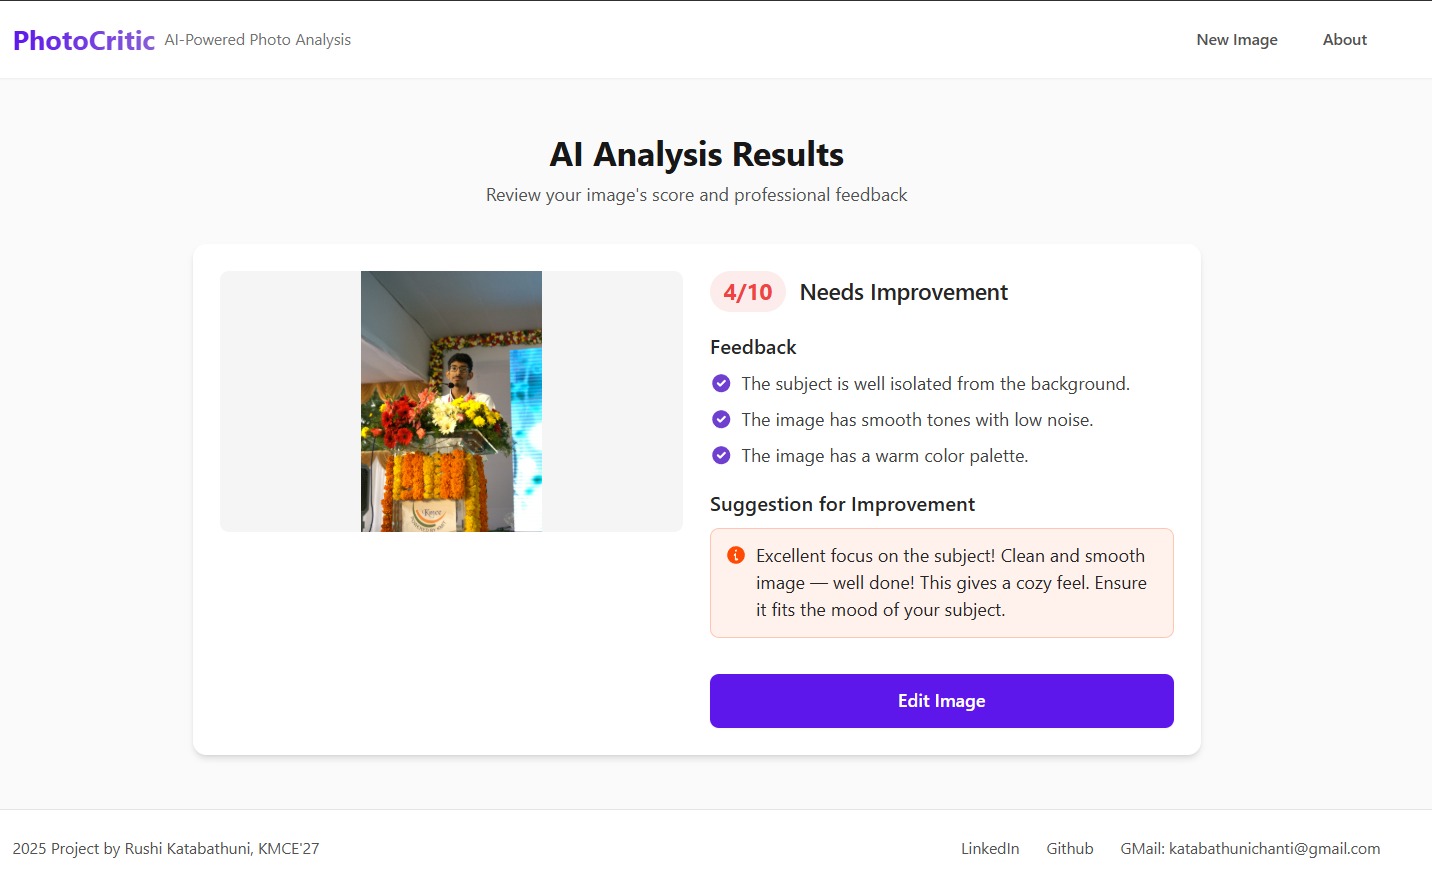 PhotoCritic AI-Powered Photo Analysis
New Image
About
AI Analysis Results
Review your image's score and professional feedback
Kmce
4/10 Needs Improvement
Feedback
The subject is well isolated from the background.
The image has smooth tones with low noise.
The image has a warm color palette.
Suggestion for Improvement
Excellent focus on the subject! Clean and smooth
image — well done! This gives a cozy feel. Ensure
it fits the mood of your subject.
Edit Image
2025 Project by Rushi Katabathuni, KMCE'27
LinkedIn
Github
GMail: katabathunichanti@gmail.com